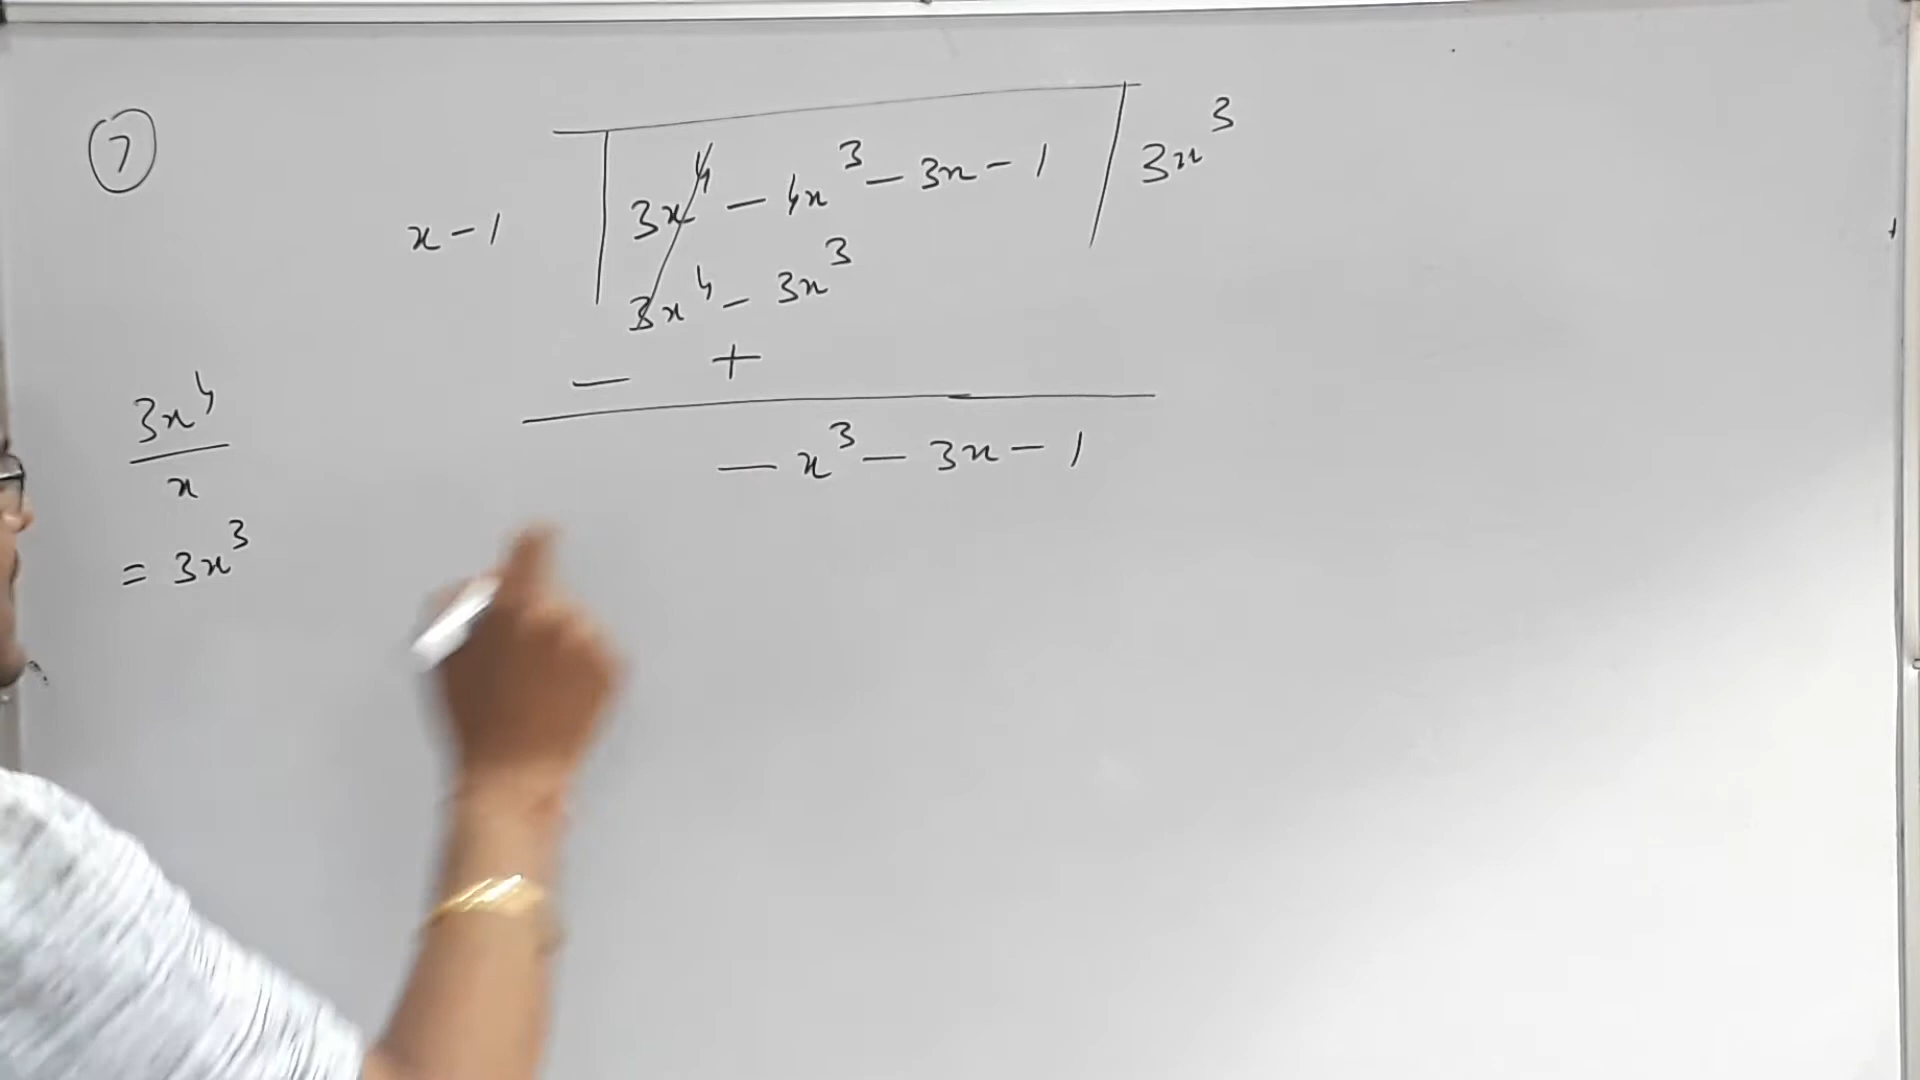 7
x - 1 | 3x⁴ - 4x³ - 3x - 1 | 3x³
3x⁴ - 3x³
- +
- x³ - 3x - 1
3x⁴
x
= 3x³